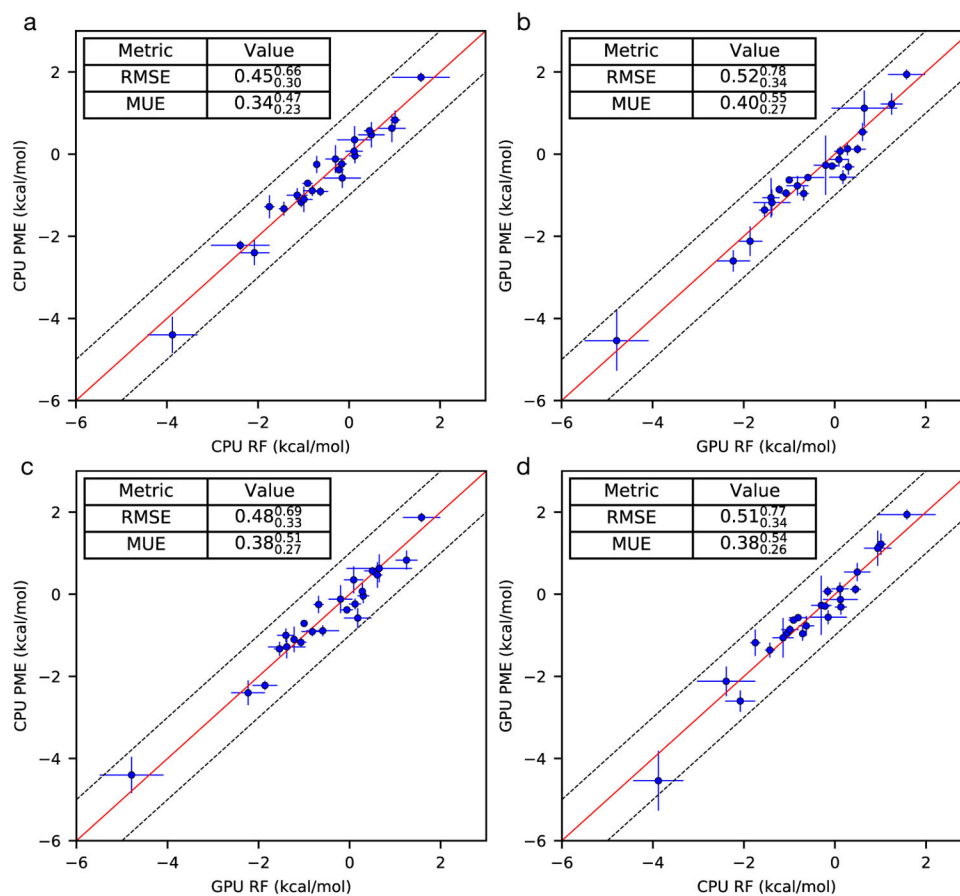 a
Metric Value
RMSE 0.45 0.66 0.30
MUE 0.34 0.47 0.23
2
0
−2
−4
−6
CPU PME (kcal/mol)
−6 −4 −2 0 2
CPU RF (kcal/mol)
b
Metric Value
RMSE 0.52 0.78 0.34
MUE 0.40 0.55 0.27
2
0
−2
−4
−6
GPU PME (kcal/mol)
−6 −4 −2 0 2
GPU RF (kcal/mol)
c
Metric Value
RMSE 0.48 0.69 0.33
MUE 0.38 0.51 0.27
2
0
−2
−4
−6
CPU PME (kcal/mol)
−6 −4 −2 0 2
GPU RF (kcal/mol)
d
Metric Value
RMSE 0.51 0.77 0.34
MUE 0.38 0.54 0.26
2
0
−2
−4
−6
GPU PME (kcal/mol)
−6 −4 −2 0 2
CPU RF (kcal/mol)